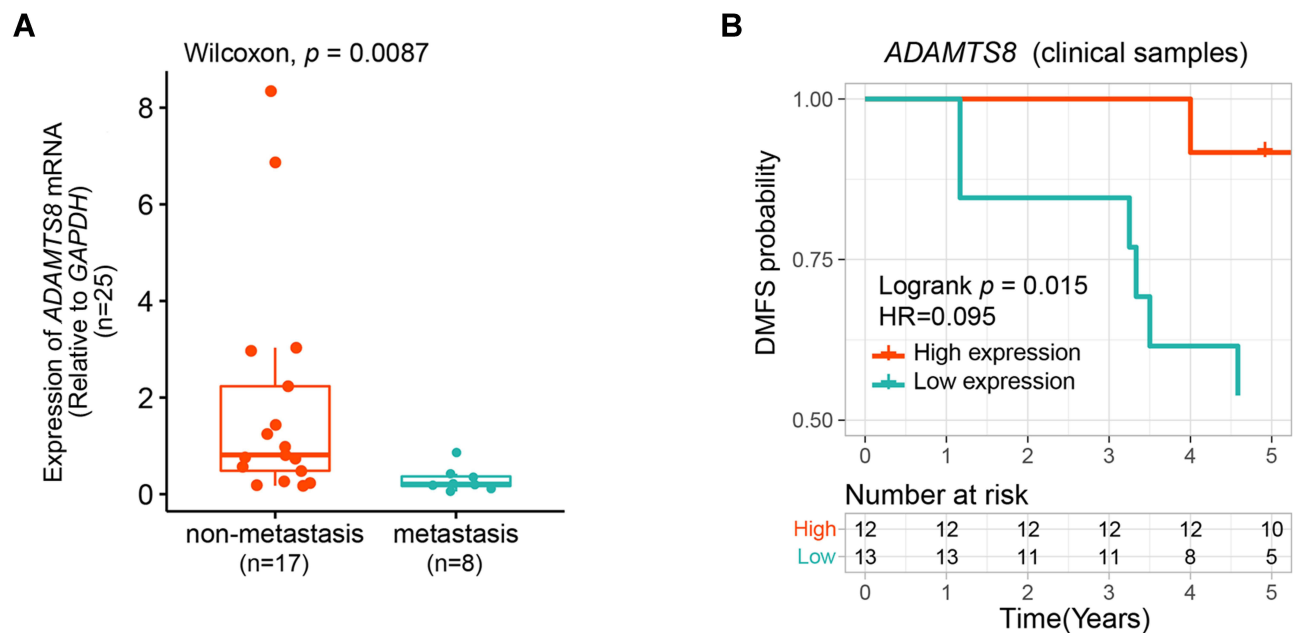 A
Wilcoxon, p = 0.0087
Expression of ADAMTS8 mRNA
(Relative to GAPDH)
(n=25)
8
6
4
2
0
non-metastasis
(n=17)
metastasis
(n=8)
B
ADAMTS8 (clinical samples)
DMFS probability
1.00
0.75
0.50
Logrank p = 0.015
HR=0.095
High expression
Low expression
0 1 2 3 4 5
Number at risk
High 12 12 12 12 12 10
Low 13 13 11 11 8 5
0 1 2 3 4 5
Time(Years)